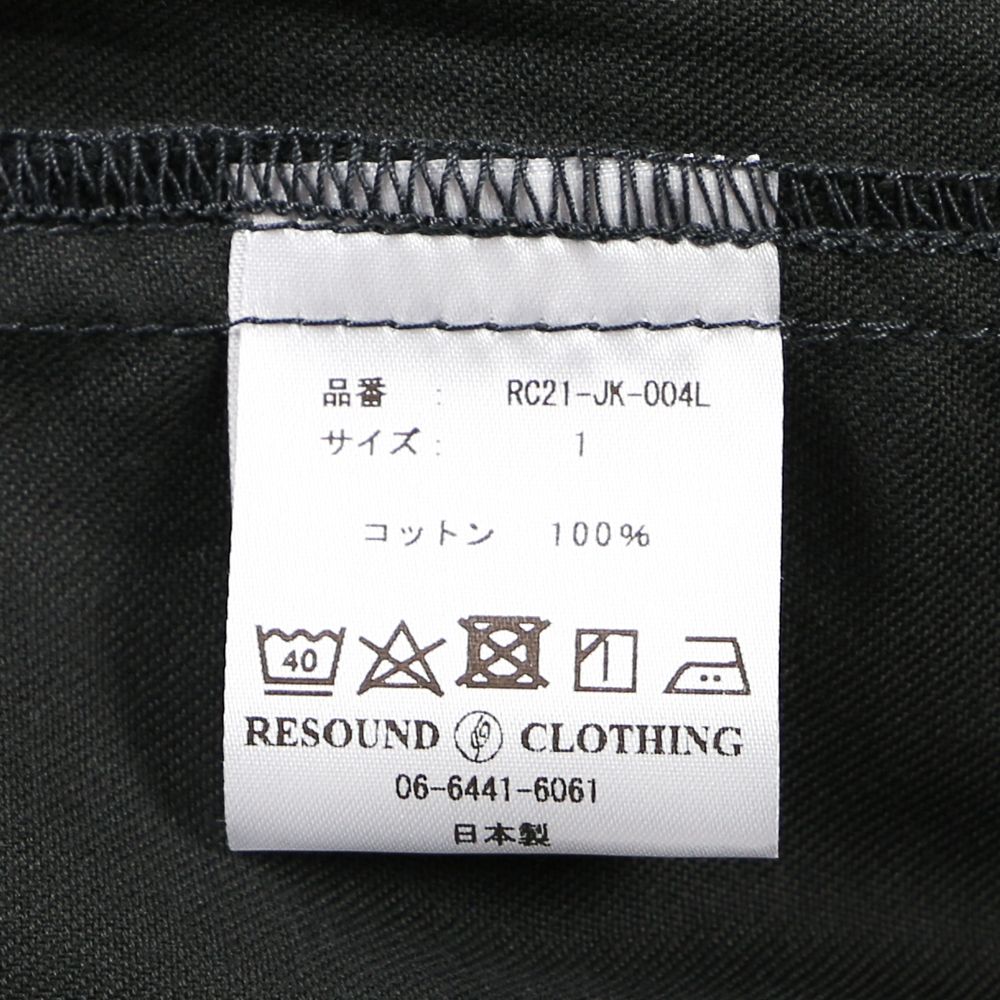 品番 : RC21-JK-004L
サイズ: 1
コットン 100%
40
RESOUND CLOTHING
06-6441-6061
日本製